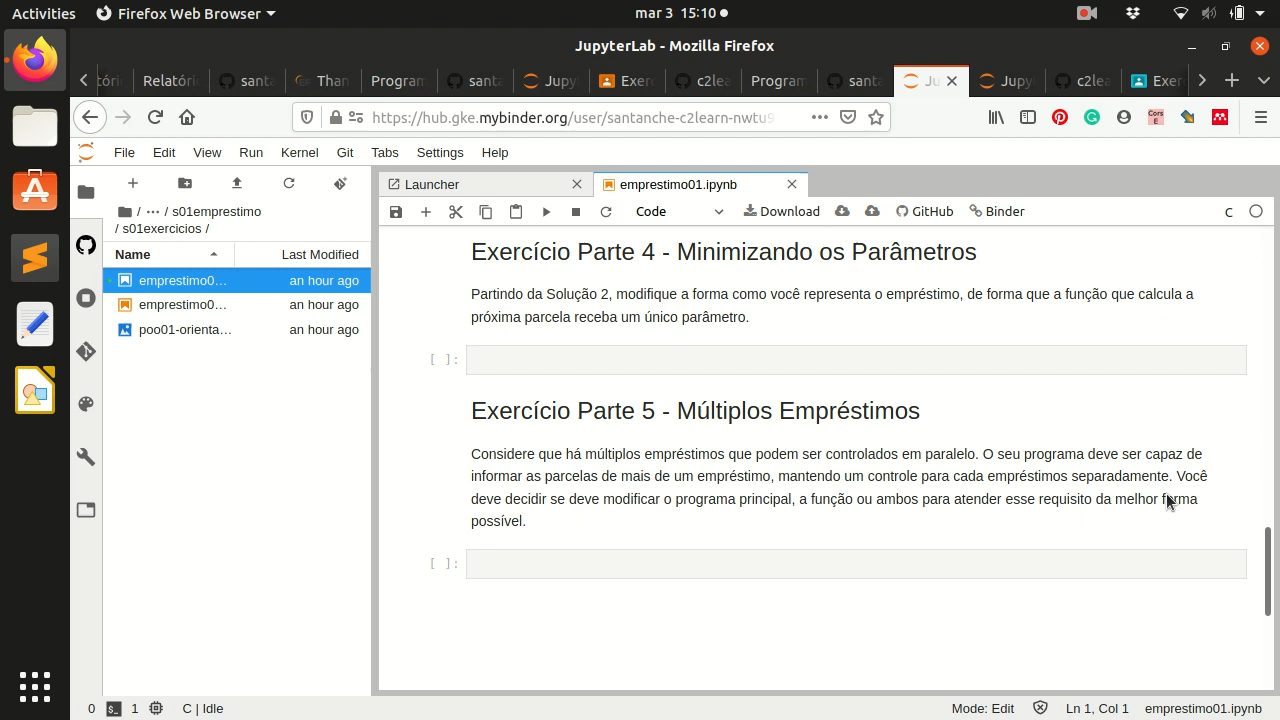 Activities Firefox Web Browser mar 3 15:10
JupyterLab - Mozilla Firefox
tóri Relatóri santa Than Program santa Jupy Exer c2lea Program santa Ju Jupy c2lea Exer
https://hub.gke.mybinder.org/user/santanche-c2learn-nwtu9
File Edit View Run Kernel Git Tabs Settings Help
Launcher emprestimo01.ipynb
/ ··· / s01emprestimo
/ s01exercicios /
Code Download GitHub Binder C
Name Last Modified
emprestimo0... an hour ago
emprestimo0... an hour ago
poo01-orienta... an hour ago
Exercício Parte 4 - Minimizando os Parâmetros
Partindo da Solução 2, modifique a forma como você representa o empréstimo, de forma que a função que calcula a
próxima parcela receba um único parâmetro.
[ ]:
Exercício Parte 5 - Múltiplos Empréstimos
Considere que há múltiplos empréstimos que podem ser controlados em paralelo. O seu programa deve ser capaz de
informar as parcelas de mais de um empréstimo, mantendo um controle para cada empréstimos separadamente. Você
deve decidir se deve modificar o programa principal, a função ou ambos para atender esse requisito da melhor forma
possível.
[ ]:
0 1 C | Idle Mode: Edit Ln 1, Col 1 emprestimo01.ipynb